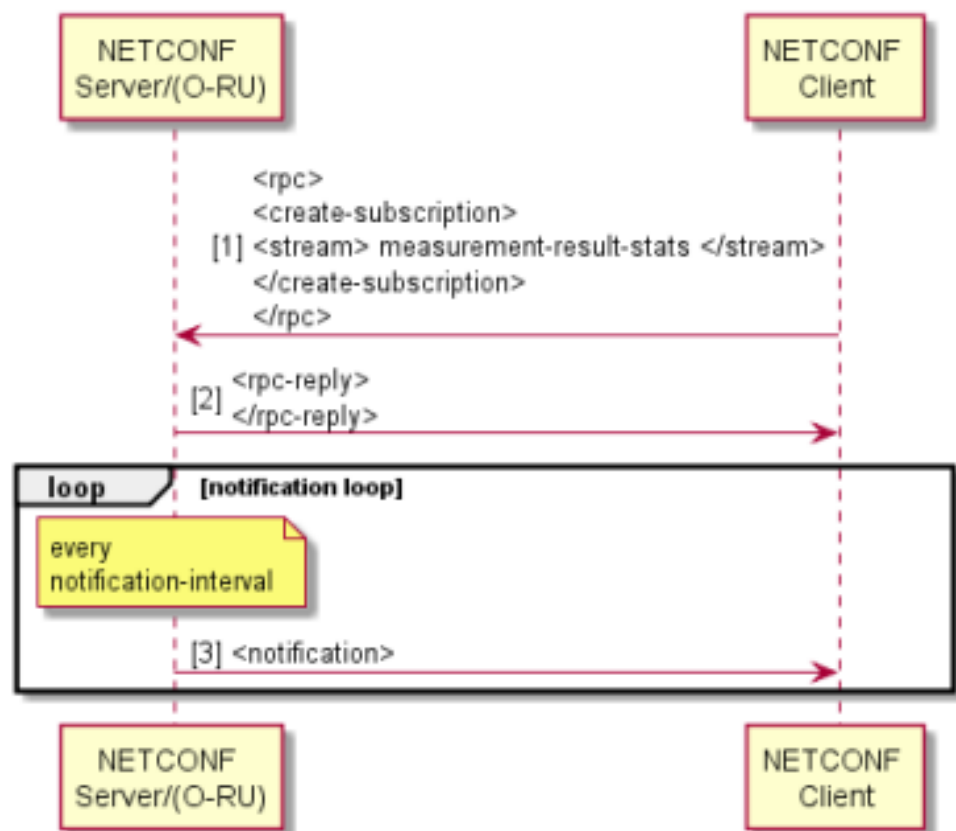 NETCONF
Server/(O-RU)
NETCONF
Client
<rpc>
<create-subscription>
[1] <stream> measurement-result-stats </stream>
</create-subscription>
</rpc>
[2] <rpc-reply>
</rpc-reply>
loop [notification loop]
every
notification-interval
[3] <notification>
NETCONF
Server/(O-RU)
NETCONF
Client